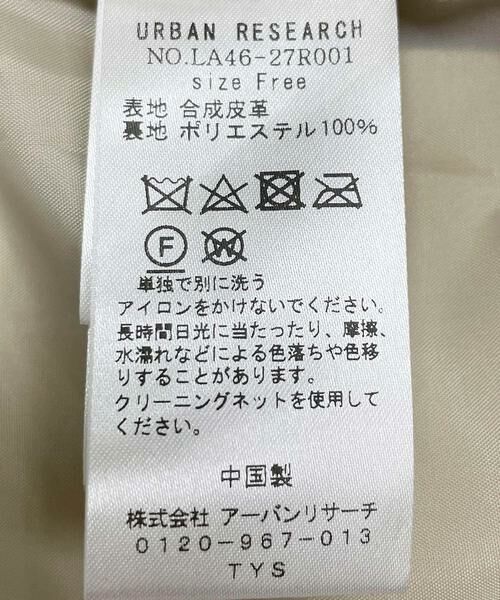 URBAN RESEARCH
NO.LA46-27R001
size Free
表地 合成皮革
裏地 ポリエステル100%
F W
単独で別に洗う
アイロンをかけないでください。
長時間日光に当たったり、摩擦、
水濡れなどによる色落ちや色移
りすることがあります。
クリーニングネットを使用して
ください。
中国製
株式会社 アーバンリサーチ
0120-967-013
TYS